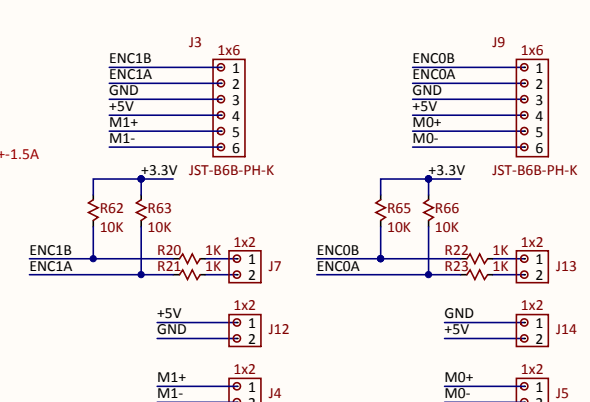 J3
1x6
ENC1B
1
ENC1A
2
GND
3
+5V
4
M1+
5
M1-
6
JST-B6B-PH-K
J9
1x6
ENC0B
1
ENC0A
2
GND
3
+5V
4
M0+
5
M0-
6
JST-B6B-PH-K
+-1.5A
+3.3V
R62
10K
R63
10K
ENC1B
R20
1K
1x2
1
ENC1A
R21
1K
2
J7
+3.3V
R65
10K
R66
10K
ENC0B
R22
1K
1x2
1
ENC0A
R23
1K
2
J13
1x2
+5V
1
GND
2
J12
1x2
GND
1
+5V
2
J14
1x2
M1+
1
M1-
J4
1x2
M0+
1
M0-
J5